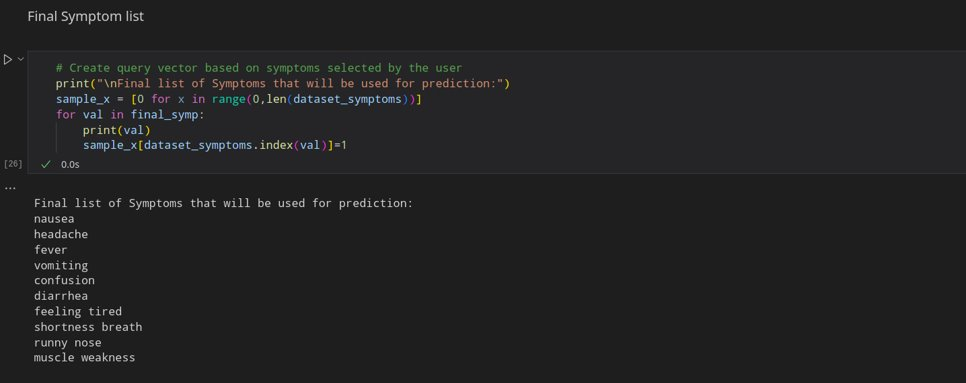 Final Symptom list
# Create query vector based on symptoms selected by the user
print("\nFinal list of Symptoms that will be used for prediction:")
sample_x = [0 for x in range(0,len(dataset_symptoms))]
for val in final_symp:
    print(val)
    sample_x[dataset_symptoms.index(val)]=1
[26]
0.0s
...
Final list of Symptoms that will be used for prediction:
nausea
headache
fever
vomiting
confusion
diarrhea
feeling tired
shortness breath
runny nose
muscle weakness